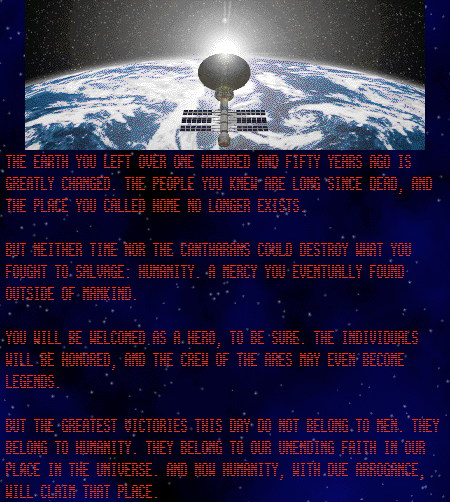 THE EARTH YOU LEFT OVER ONE HUNDRED AND FIFTY YEARS AGO IS
GREATLY CHANGED. THE PEOPLE YOU KNEW ARE LONG SINCE DEAD, AND
THE PLACE YOU CALLED HOME NO LONGER EXISTS.
BUT NEITHER TIME NOR THE CANTHARANS COULD DESTROY WHAT YOU
FOUGHT TO SALVAGE: HUMANITY. A MERCY YOU EVENTUALLY FOUND
OUTSIDE OF MANKIND.
YOU WILL BE WELCOMED AS A HERO, TO BE SURE. THE INDIVIDUALS
WILL BE HONORED, AND THE CREW OF THE ARES MAY EVEN BECOME
LEGENDS.
BUT THE GREATEST VICTORIES THIS DAY DO NOT BELONG TO MEN. THEY
BELONG TO HUMANITY. THEY BELONG TO OUR UNENDING FAITH IN OUR
PLACE IN THE UNIVERSE. AND NOW HUMANITY, WITH DUE ARROGANCE,
WILL CLAIM THAT PLACE.